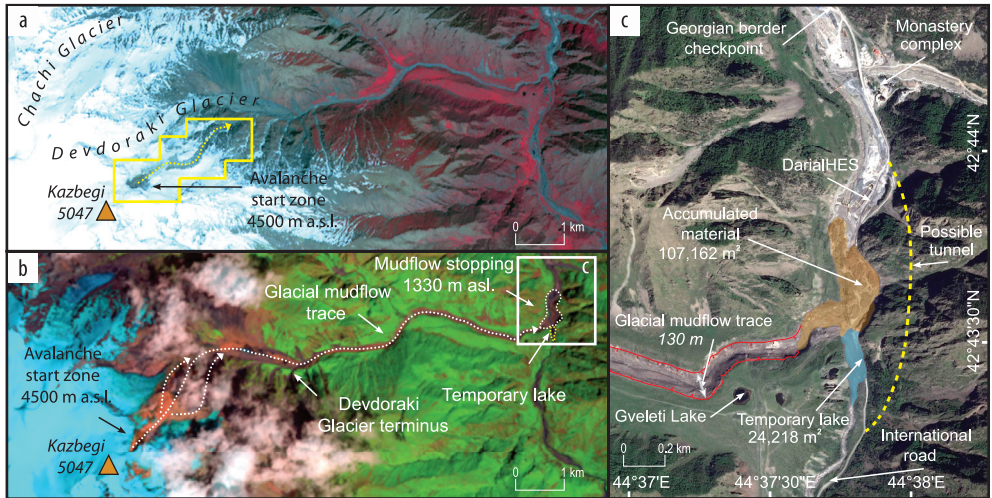 a
Chachi Glacier
Devdoraki Glacier
Kazbegi
5047
Avalanche
start zone
4500 m a.s.l.
0
1 km
b
Mudflow stopping
1330 m asl.
C
Glacial mudflow
trace
Avalanche
start zone
4500 m a.s.l.
Temporary lake
Devdoraki
Glacier terminus
Kazbegi
5047
0
1 km
c
Georgian border
checkpoint
Monastery
complex
42°44'N
DarialHES
Accumulated
material
107,162 m²
Possible
tunnel
Glacial mudflow trace
130 m
42°43'30"N
Gveleti Lake
Temporary lake
24,218 m²
International
road
0
0.2 km
44°37'E
44°37'30"E
44°38'E